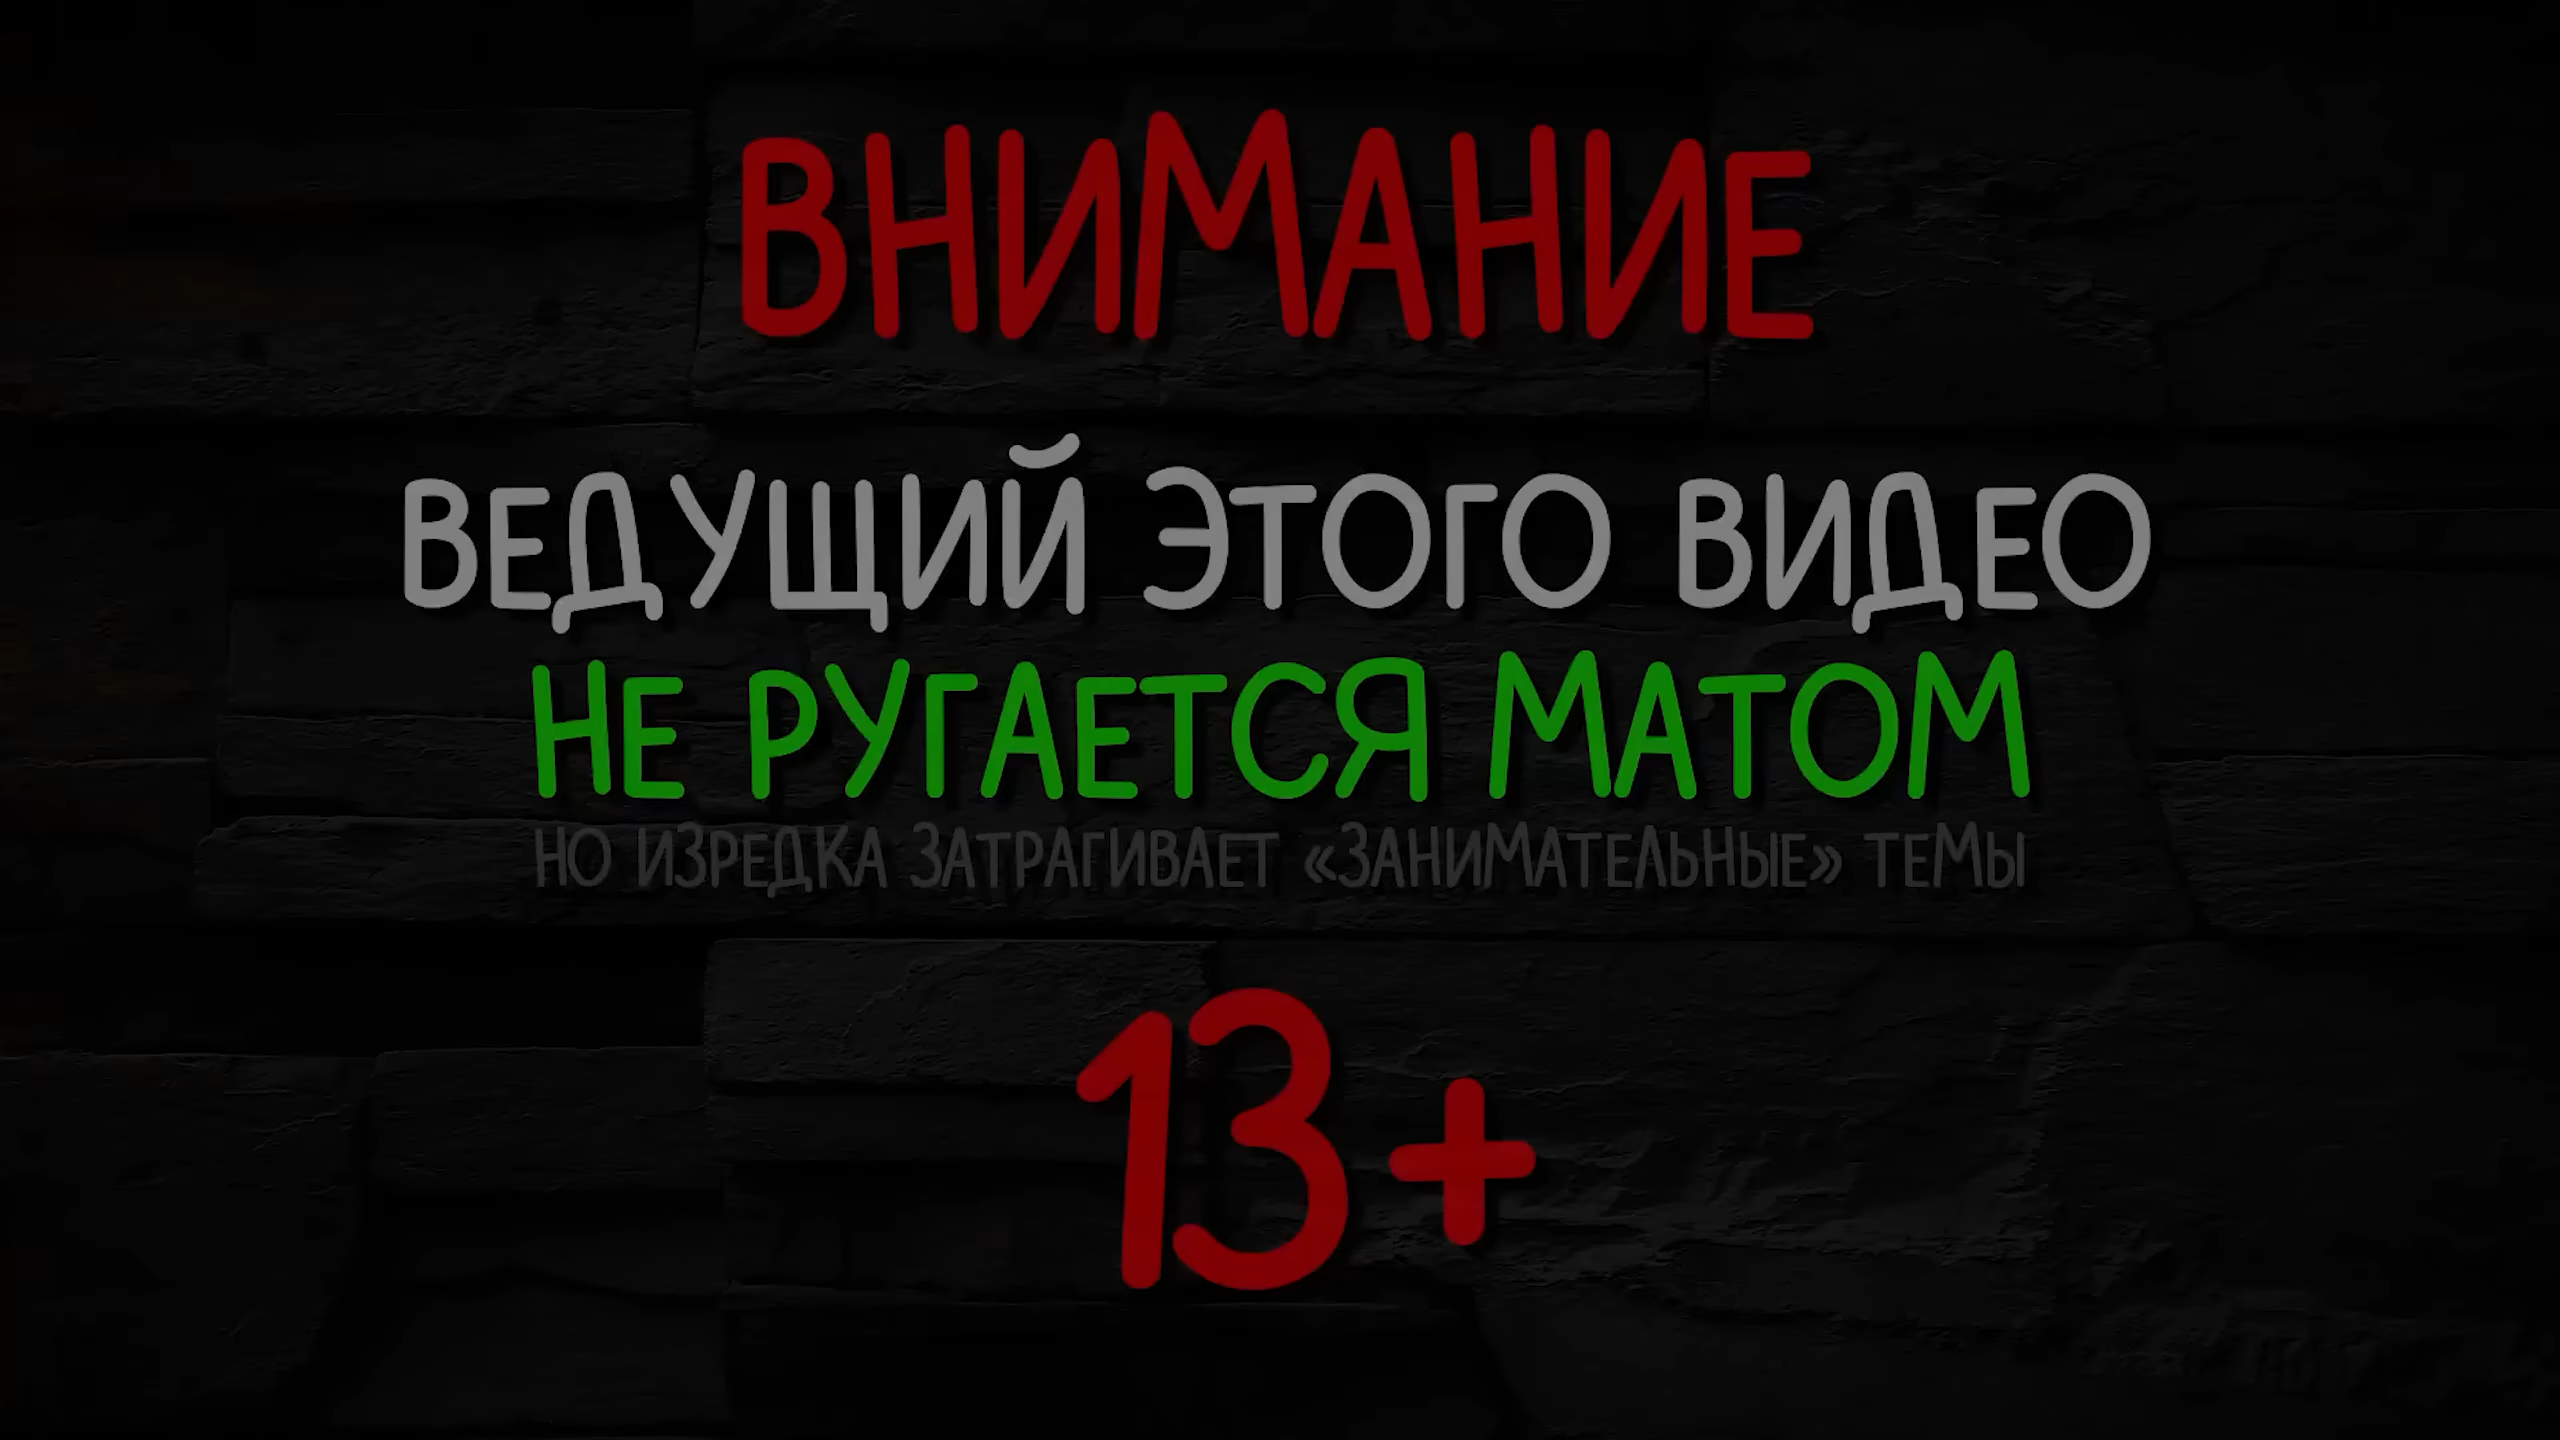 ВНИМАНИЕ
ВЕДУЩИЙ ЭТОГО ВИДЕО
НЕ РУГАЕТСЯ МАТОМ
НО ИЗРЕДКА ЗАТРАГИВАЕТ «ЗАНИМАТЕЛЬНЫЕ» ТЕМЫ
13+